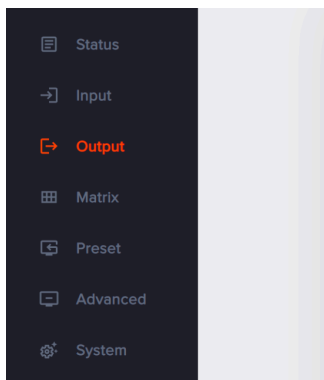 Status
Input
Output
Matrix
Preset
Advanced
System